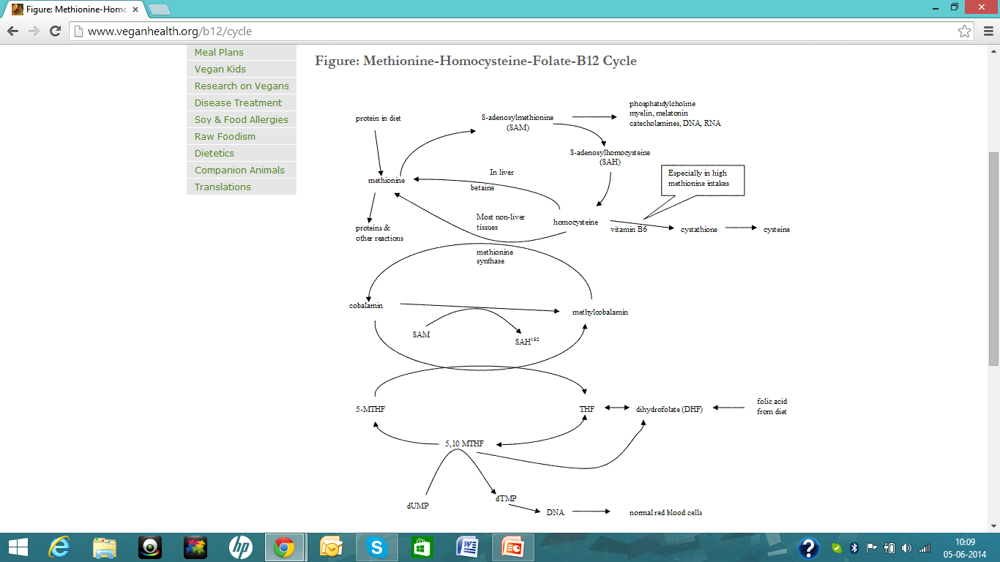 Figure: Methionine-Homo
www.veganhealth.org/b12/cycle
Meal Plans
Vegan Kids
Research on Vegans
Disease Treatment
Soy & Food Allergies
Raw Foodism
Dietetics
Companion Animals
Translations
Figure: Methionine-Homocysteine-Folate-B12 Cycle
protein in diet
S-adenosylmethionine
(SAM)
phosphatidylcholine
myelin, melatonin
catecholamines, DNA, RNA
S-adenosylhomocysteine
(SAH)
In liver
methionine
betaine
Especially in high
methionine intakes
Most non-liver
tissues
homocysteine
vitamin B6
cystathione
cysteine
proteins &
other reactions
methionine
synthase
cobalamin
methylcobalamin
SAM
SAH192
5-MTHF
THF
dihydrofolate (DHF)
folic acid
from diet
5,10 MTHF
dUMP
dTMP
DNA
normal red blood cells
hp
10:09
05-06-2014